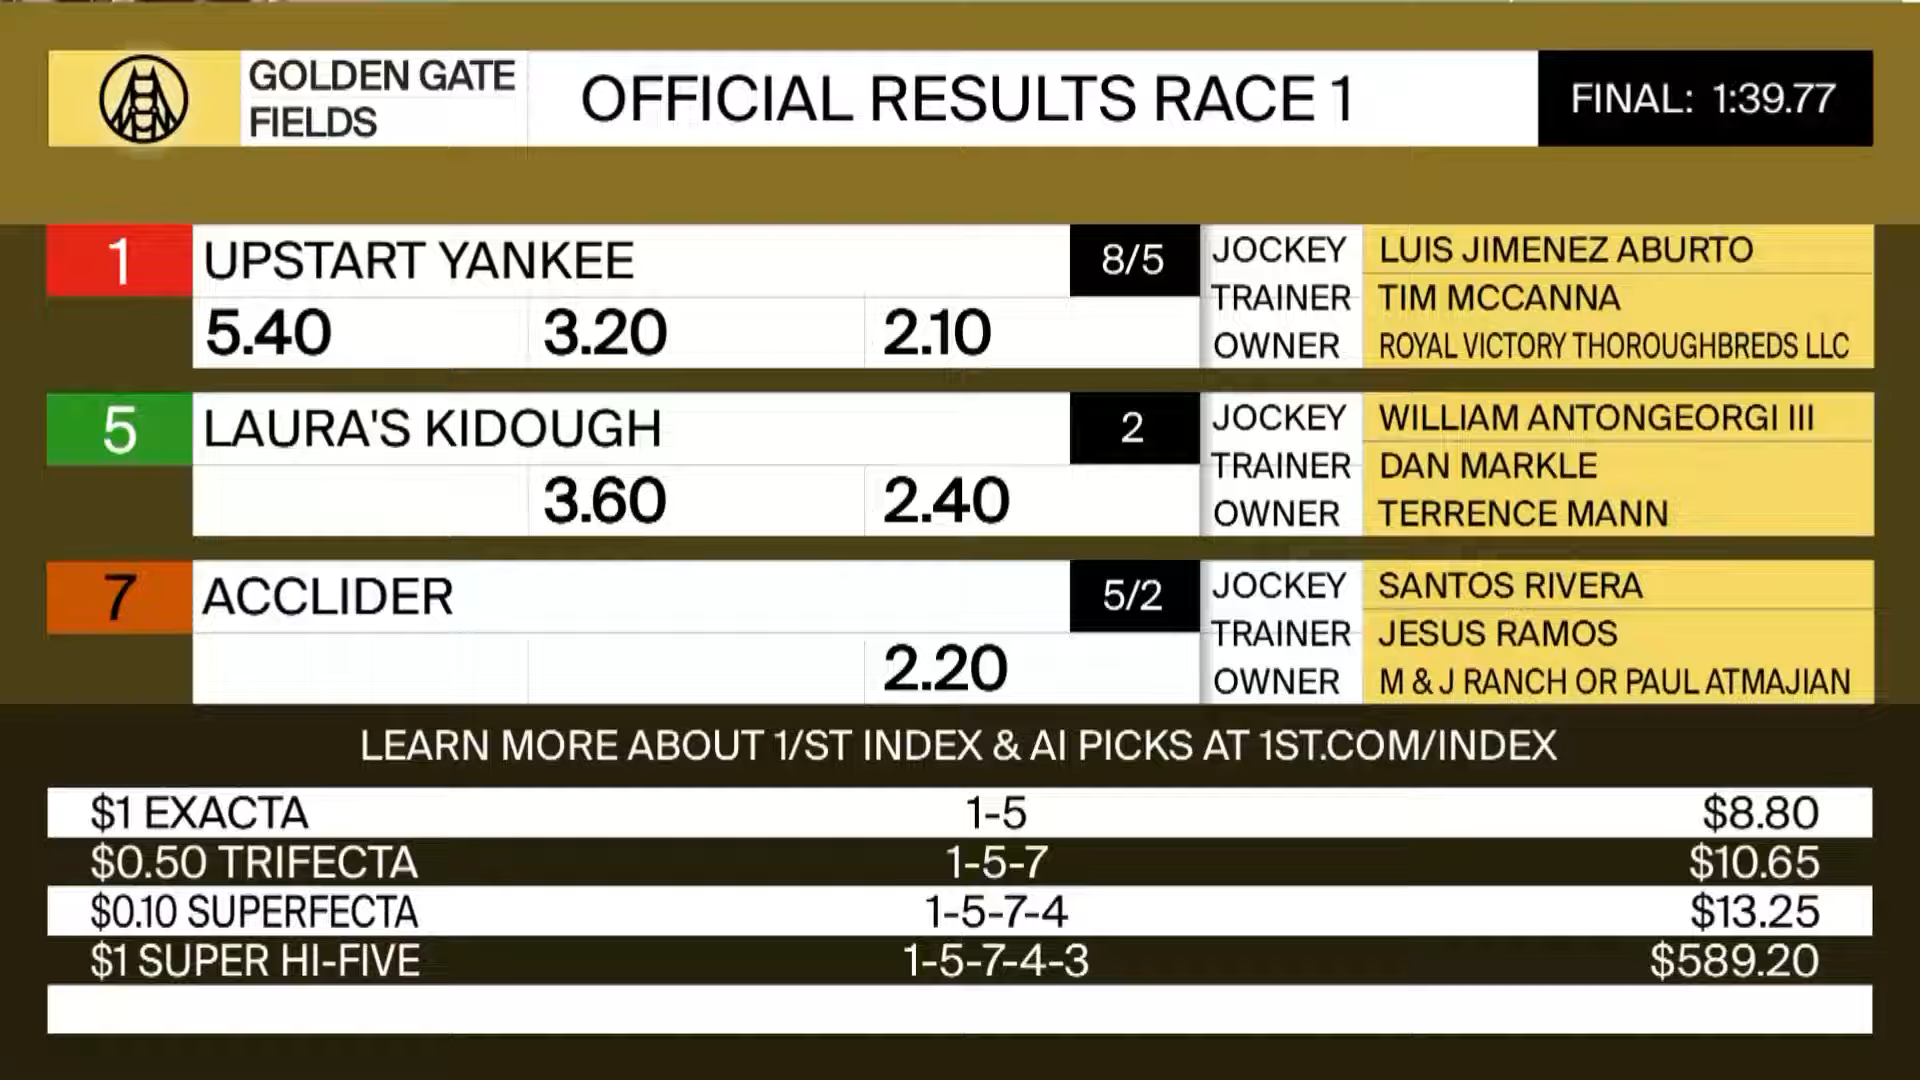 GOLDEN GATE
FIELDS
OFFICIAL RESULTS RACE 1
FINAL: 1:39.77
1 UPSTART YANKEE 8/5 JOCKEY LUIS JIMENEZ ABURTO
TRAINER TIM MCCANNA
5.40 3.20 2.10
OWNER ROYAL VICTORY THOROUGHBREDS LLC
5 LAURA'S KIDOUGH 2 JOCKEY WILLIAM ANTONGEORGI III
TRAINER DAN MARKLE
3.60 2.40
OWNER TERRENCE MANN
7 ACCLIDER 5/2 JOCKEY SANTOS RIVERA
TRAINER JESUS RAMOS
2.20
OWNER M & J RANCH OR PAUL ATMAJIAN
LEARN MORE ABOUT 1/ST INDEX & AI PICKS AT 1ST.COM/INDEX
$1 EXACTA 1-5 $8.80
$0.50 TRIFECTA 1-5-7 $10.65
$0.10 SUPERFECTA 1-5-7-4 $13.25
$1 SUPER HI-FIVE 1-5-7-4-3 $589.20